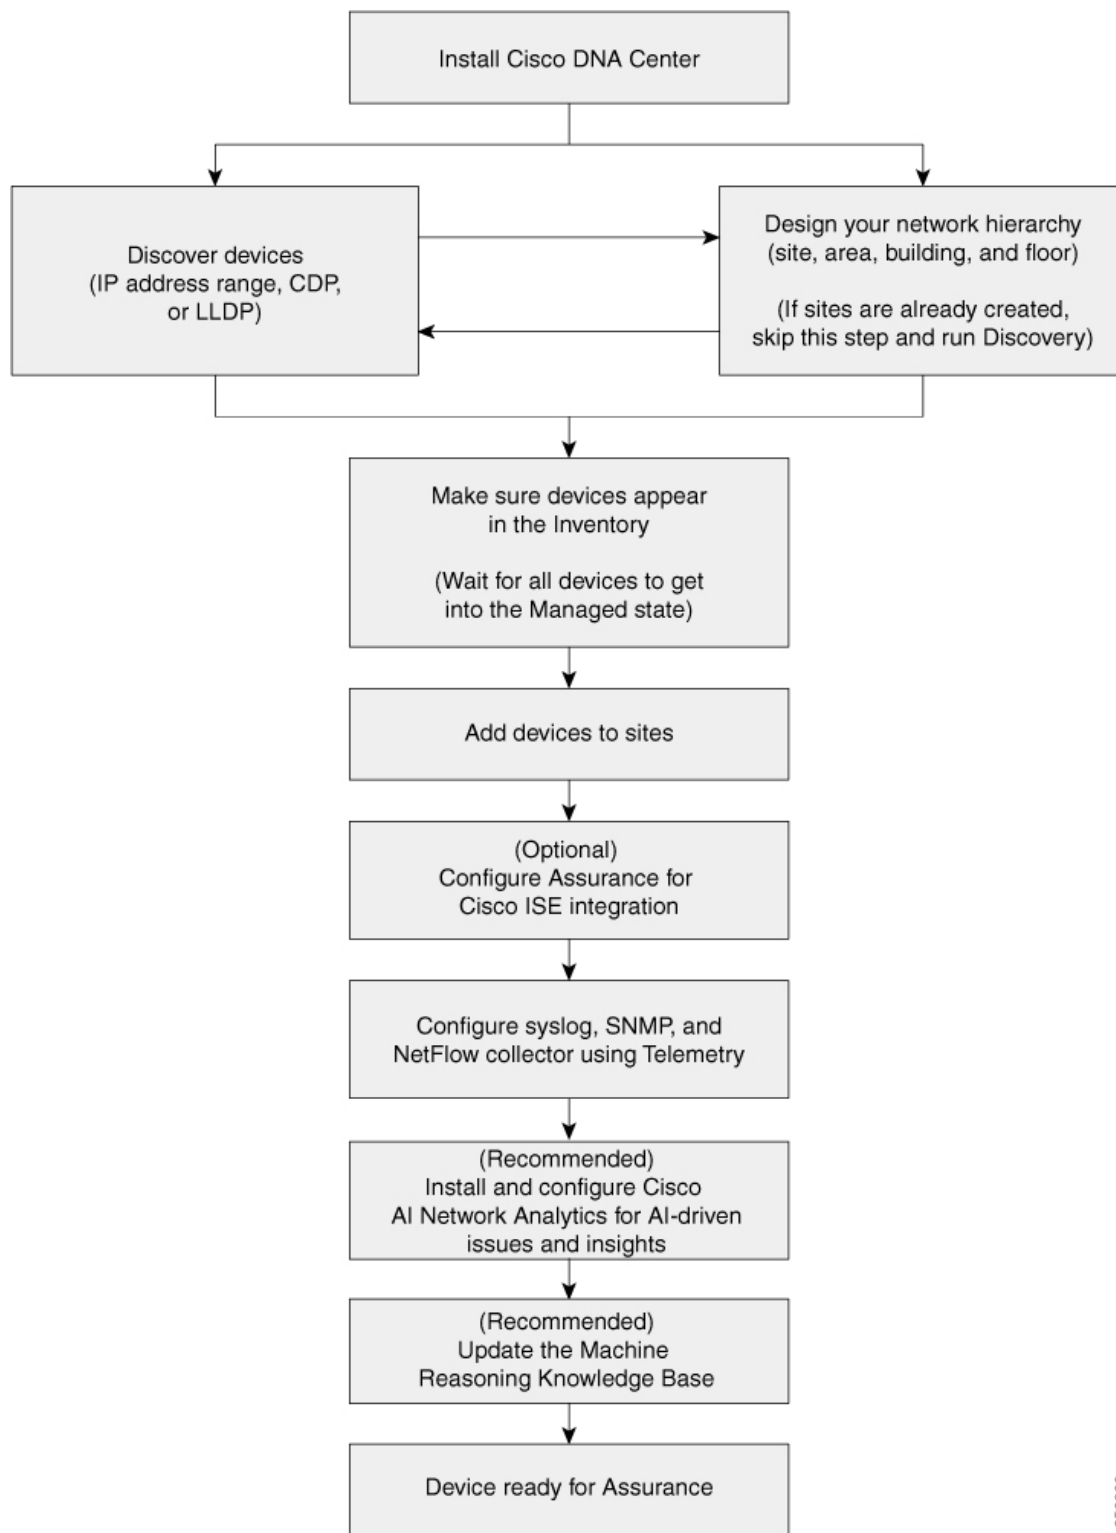 Install Cisco DNA Center
Discover devices
(IP address range, CDP,
or LLDP)
Design your network hierarchy
(site, area, building, and floor)
(If sites are already created,
skip this step and run Discovery)
Make sure devices appear
in the Inventory
(Wait for all devices to get
into the Managed state)
Add devices to sites
(Optional)
Configure Assurance for
Cisco ISE integration
Configure syslog, SNMP, and
NetFlow collector using Telemetry
(Recommended)
Install and configure Cisco
AI Network Analytics for AI-driven
issues and insights
(Recommended)
Update the Machine
Reasoning Knowledge Base
Device ready for Assurance